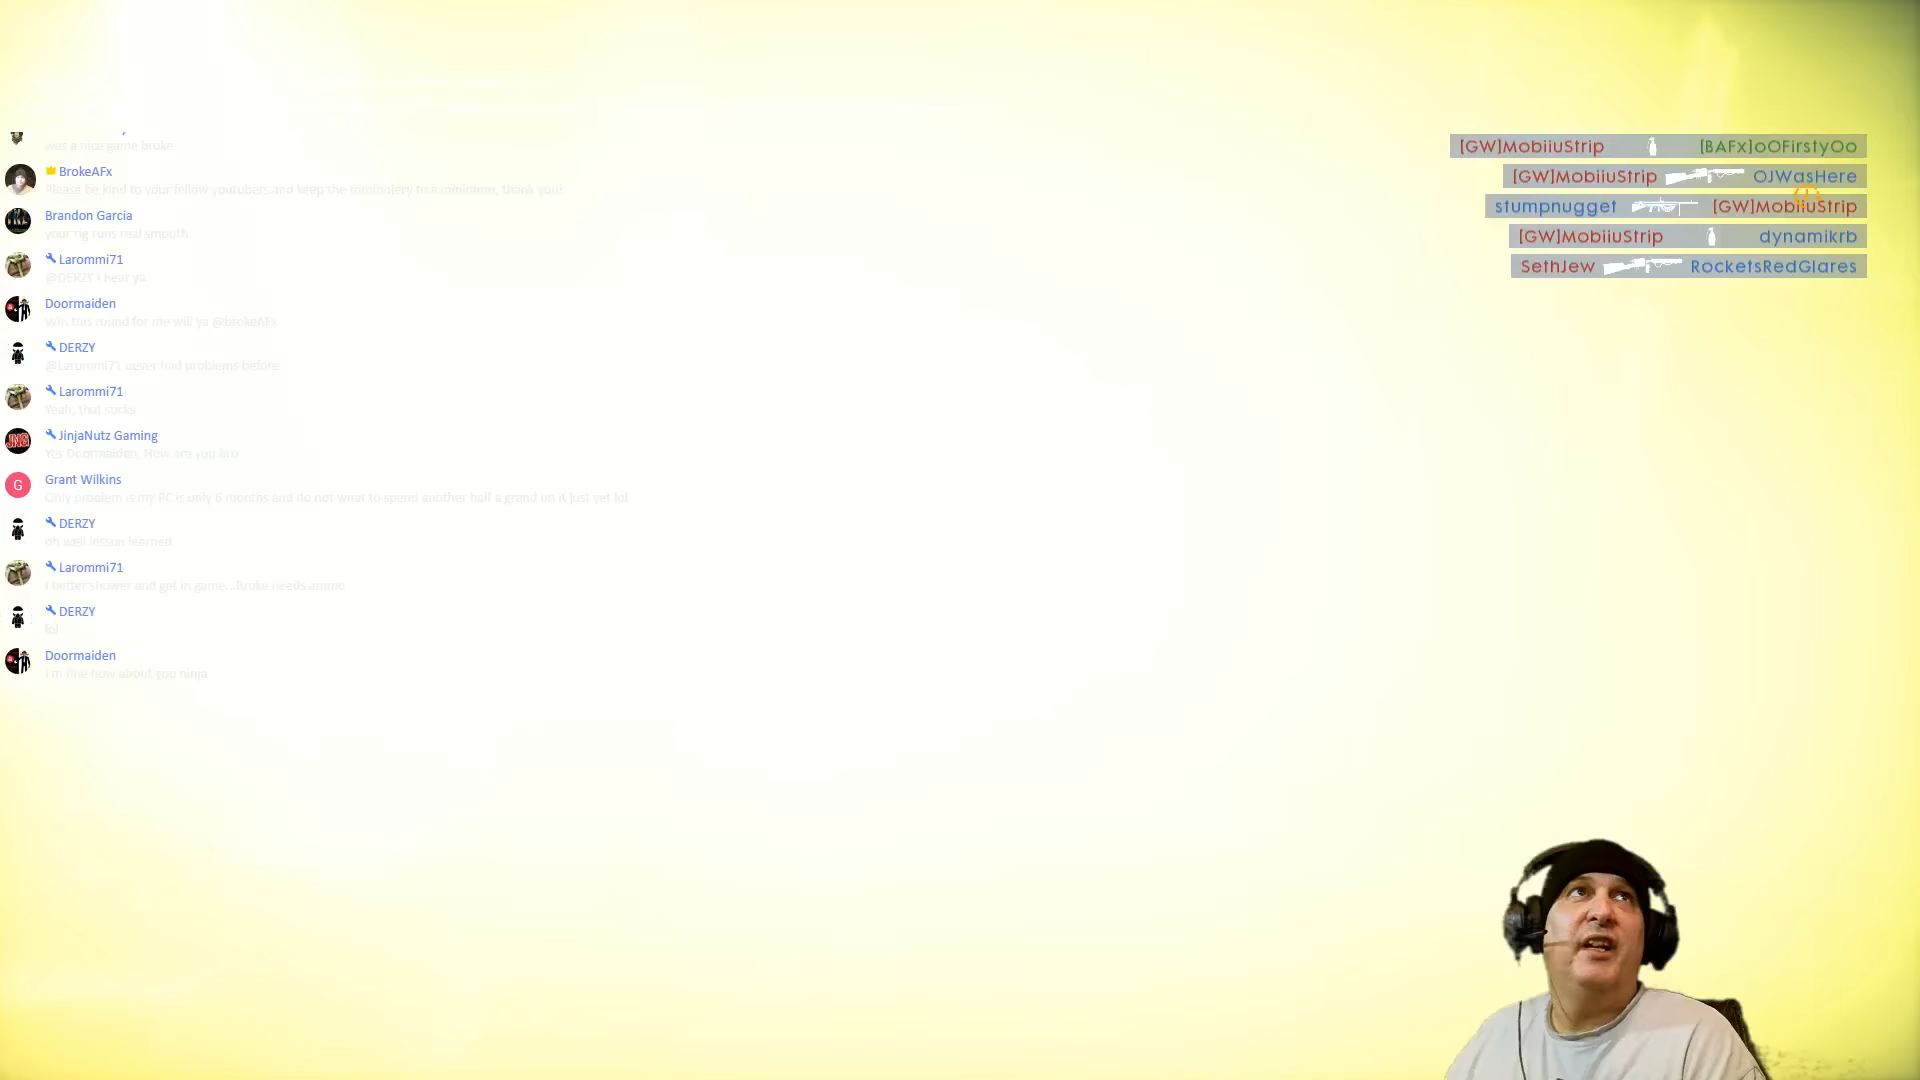 was a nice game broke
BrokeAFx
Please be kind to your fellow youtubers and keep the tomfoolery to a minimum, thank you!
Brandon Garcia
your rig runs real smooth
Larommi71
@DERZY I hear ya
Doormaiden
Win this round for me will ya @brokeAFx
DERZY
@Larommi71 never had problems before
Larommi71
Yeah, that sucks
JinjaNutz Gaming
Yes Doormaiden, How are you bro
G
Grant Wilkins
Only problem is my PC is only 6 months and do not what to spend another half a grand on it just yet lol
DERZY
oh well lesson learned
Larommi71
I better shower and get in game...Broke needs ammo
DERZY
lol
Doormaiden
I'm fine how about you ninja
[GW]MobiiuStrip [BAFx]oOFirstyOo
[GW]MobiiuStrip OJWasHere
stumpnugget [GW]MobiiuStrip
[GW]MobiiuStrip dynamikrb
SethJew RocketsRedGlares